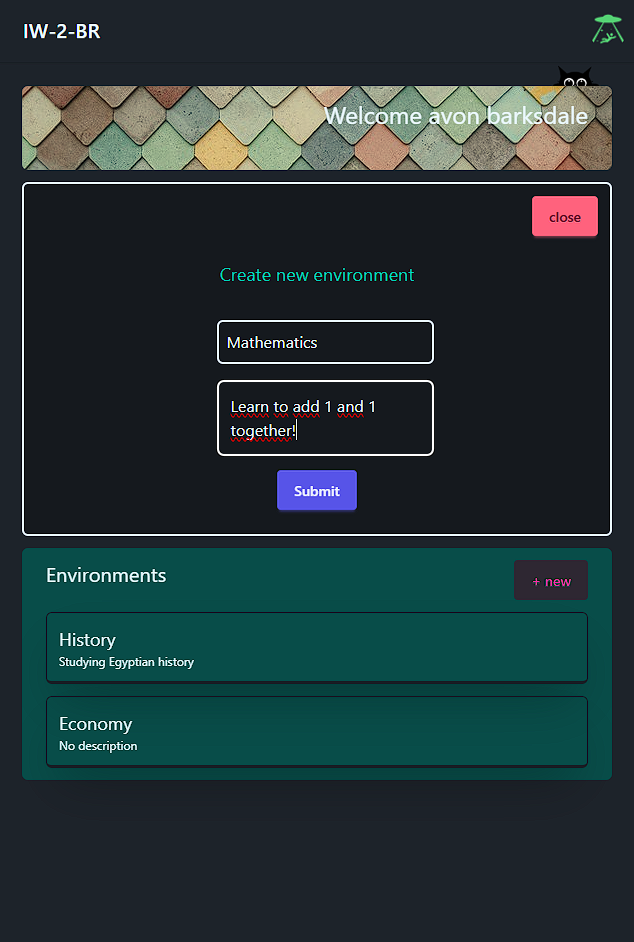 IW-2-BR
Welcome avon barksdale
close
Create new environment
Mathematics
Learn to add 1 and 1
together!
Submit
Environments
+ new
History
Studying Egyptian history
Economy
No description